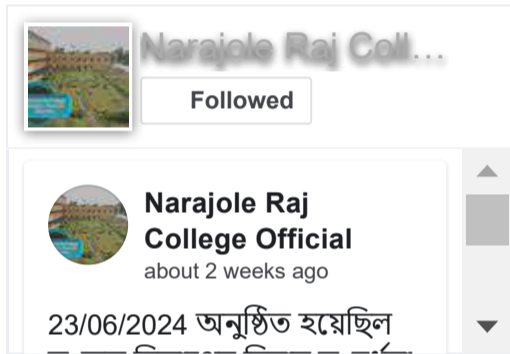 Narajole Raj Coll...
Followed
Narajole Raj
College Official
about 2 weeks ago
23/06/2024 অনুষ্ঠিত হয়েছিল